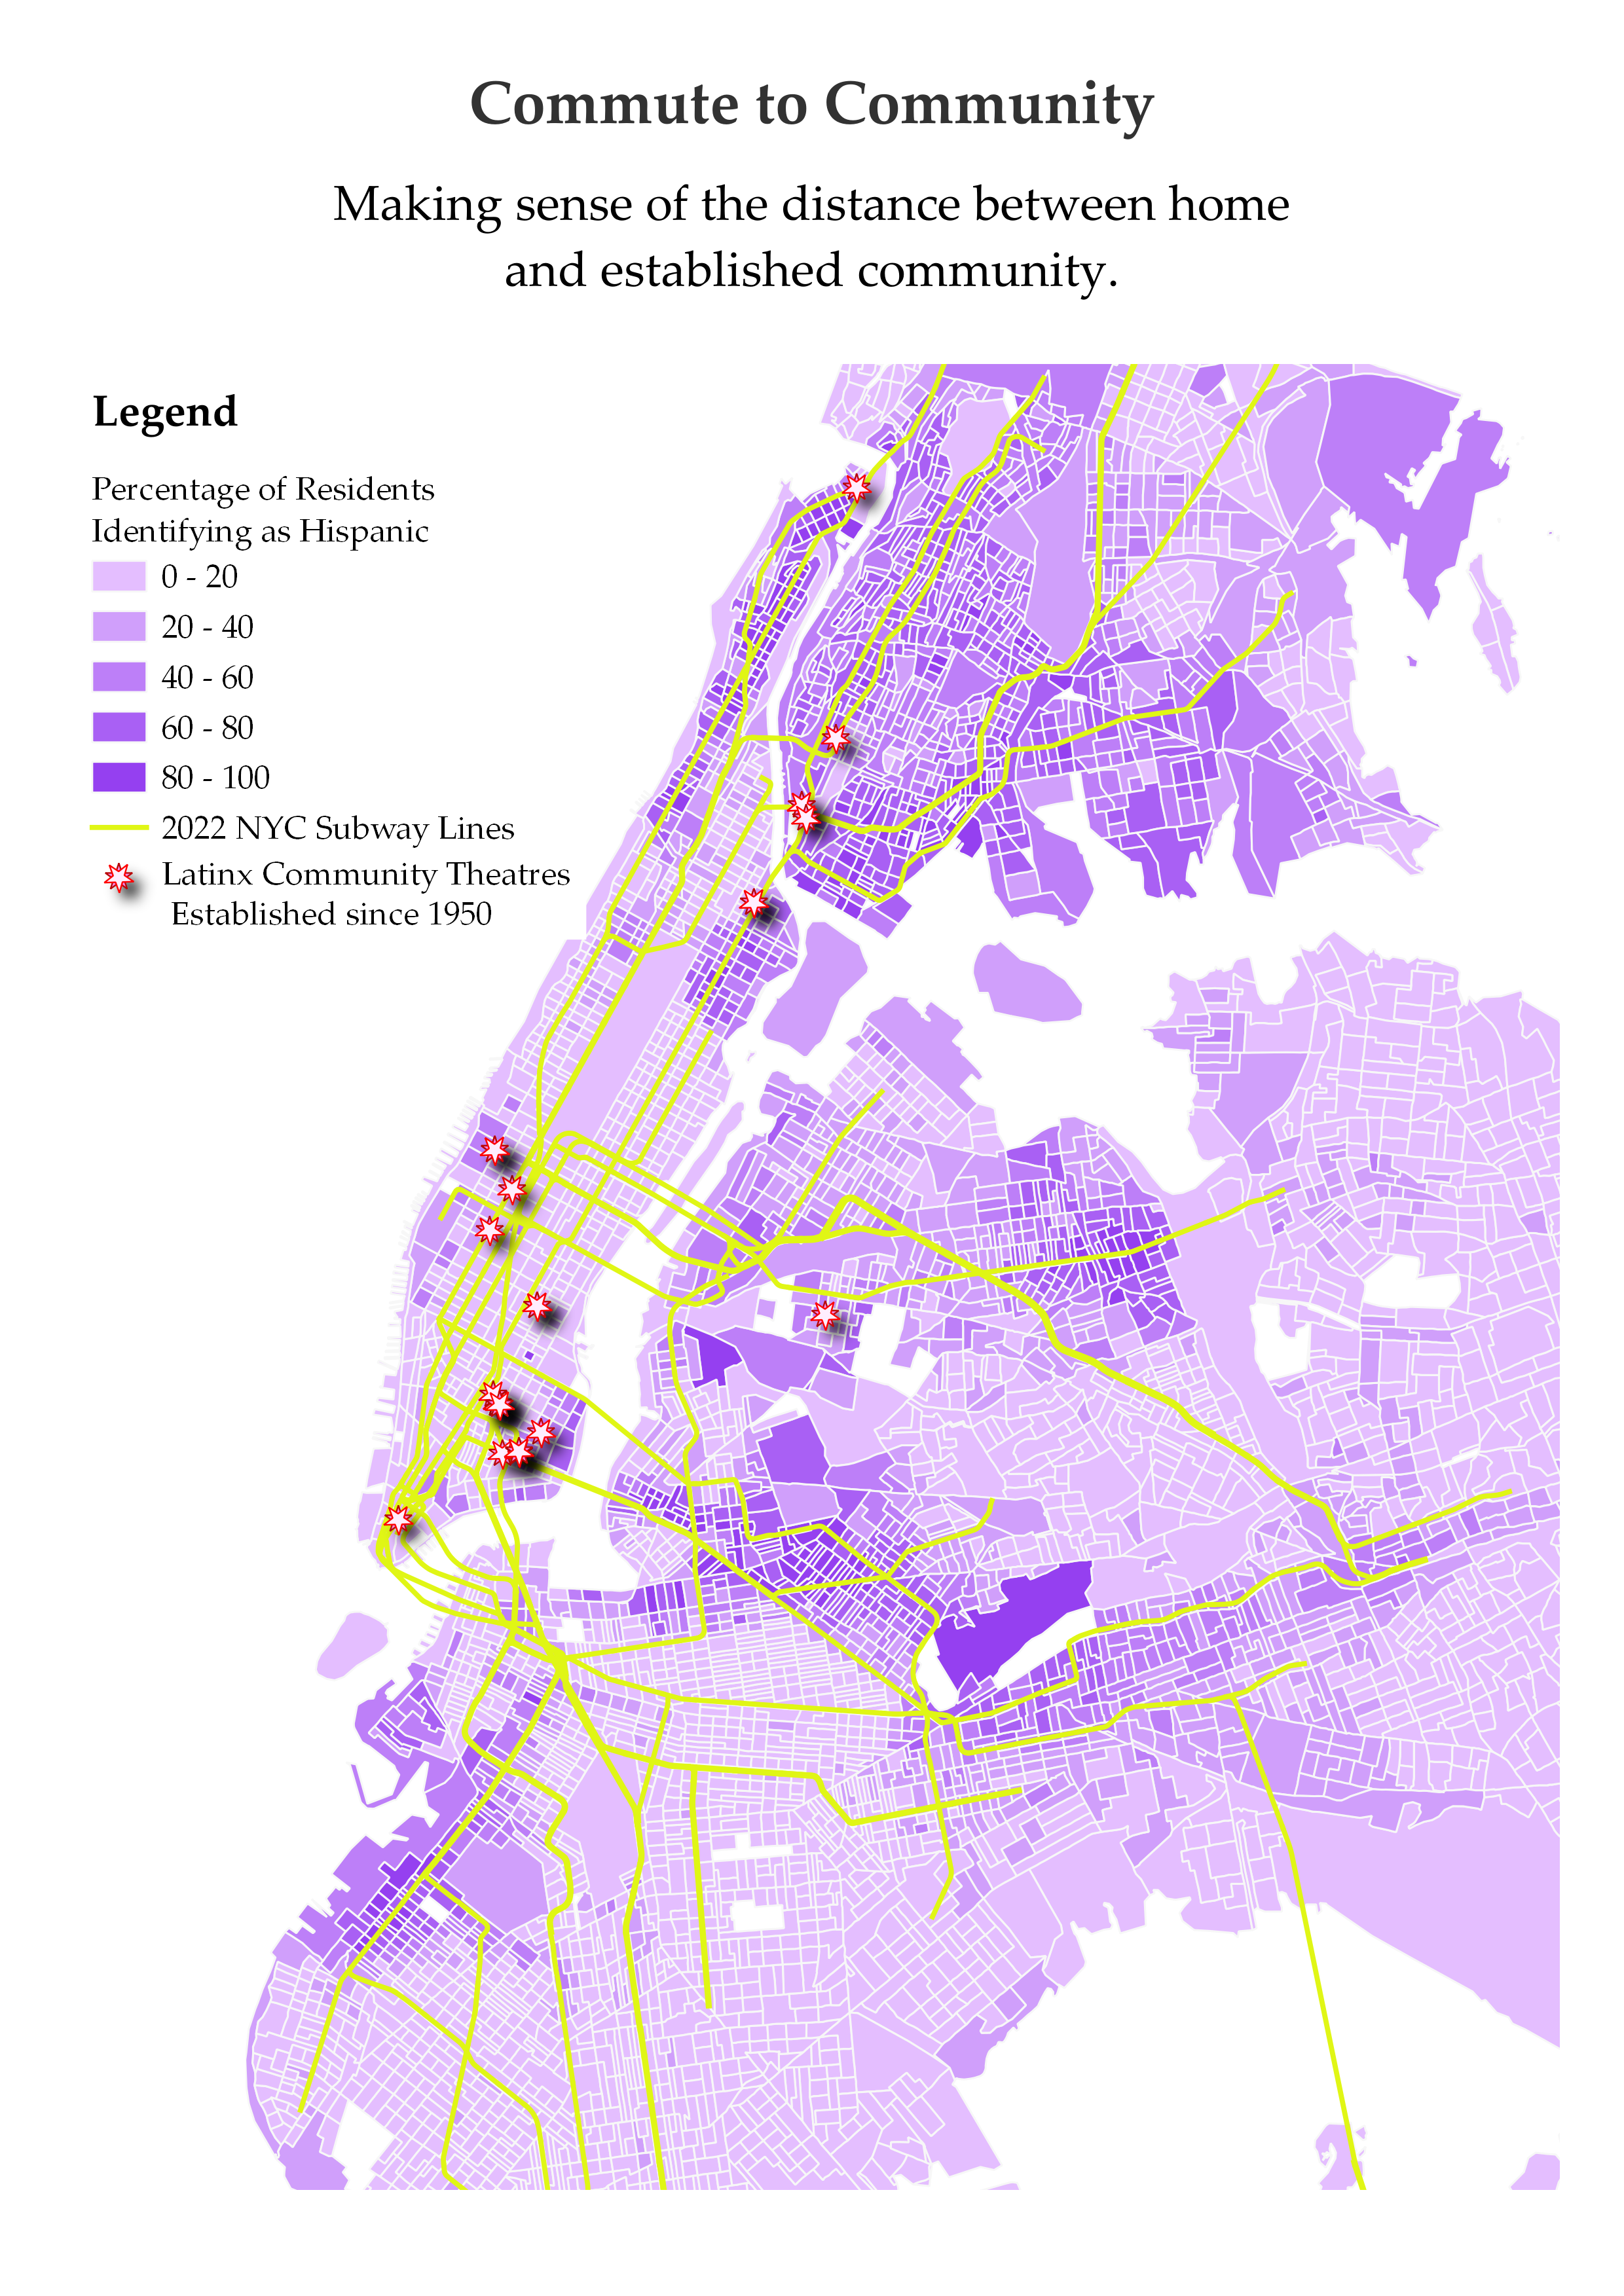 Commute to Community
Making sense of the distance between home
and established community.
Legend
Percentage of Residents
Identifying as Hispanic
0 - 20
20 - 40
40 - 60
60 - 80
80 - 100
2022 NYC Subway Lines
Latinx Community Theatres
Established since 1950